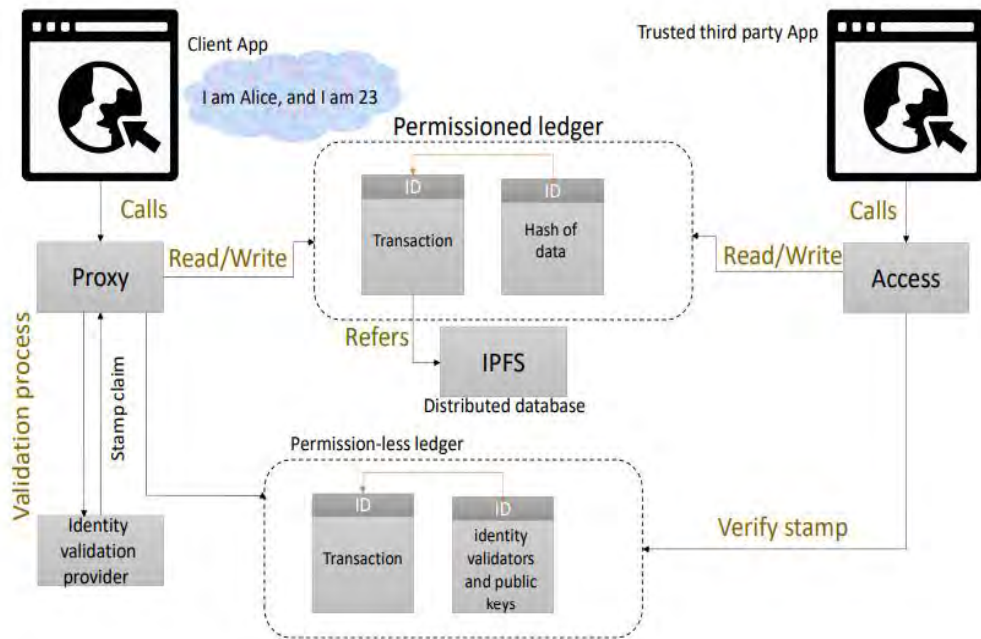 Client App
I am Alice, and I am 23
Trusted third party App
Permissioned ledger
ID
Transaction
ID
Hash of
data
Calls
Proxy
Read/Write
Calls
Read/Write
Access
Refers
IPFS
Distributed database
Validation process
Stamp claim
Identity
validation
provider
Permission-less ledger
ID
Transaction
ID
identity
validators
and public
keys
Verify stamp